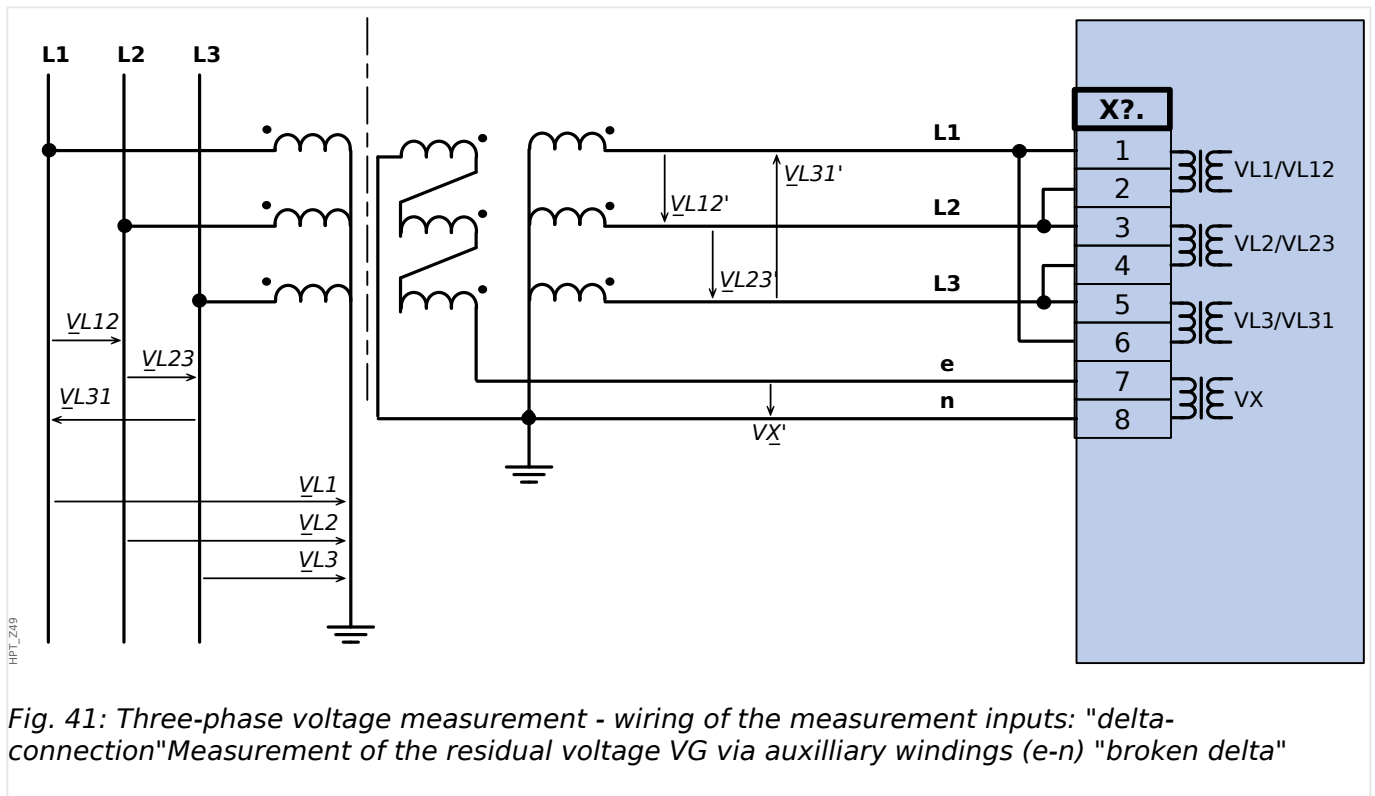 L1 L2 L3
X?.
L1
1
VL31'
VL1/VL12
2
VL12'
L2
3
VL2/VL23
4
L3
VL23'
5
VL12
VL3/VL31
6
VL23
e
7
VL31
n
VX
8
VX'
VL1
VL2
VL3
HPT_Z49
Fig. 41: Three-phase voltage measurement - wiring of the measurement inputs: "delta-
connection"Measurement of the residual voltage VG via auxilliary windings (e-n) "broken delta"